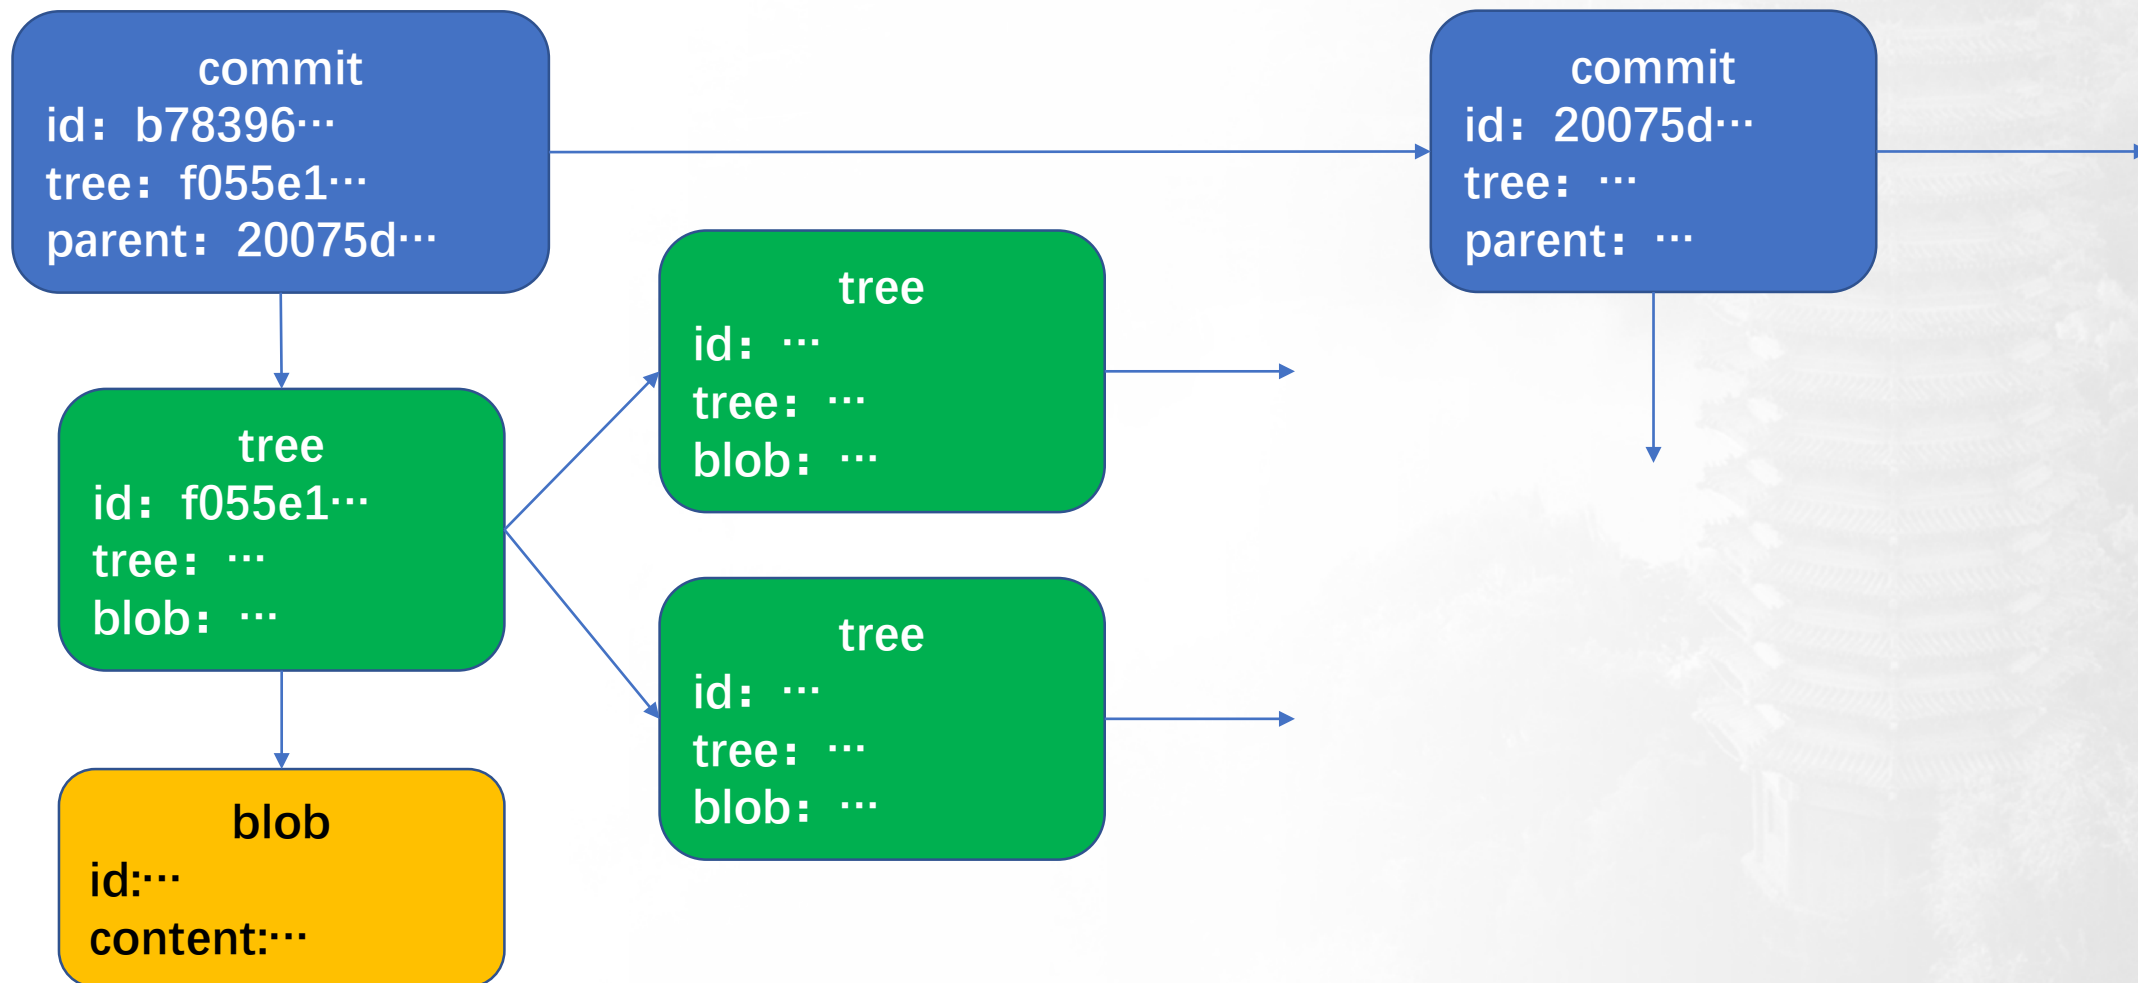 commit
id：b78396…
tree：f055e1…
parent：20075d…
commit
id：20075d…
tree：…
parent：…
tree
id：…
tree：…
blob：…
tree
id：f055e1…
tree：…
blob：…
tree
id：…
tree：…
blob：…
blob
id:…
content:…